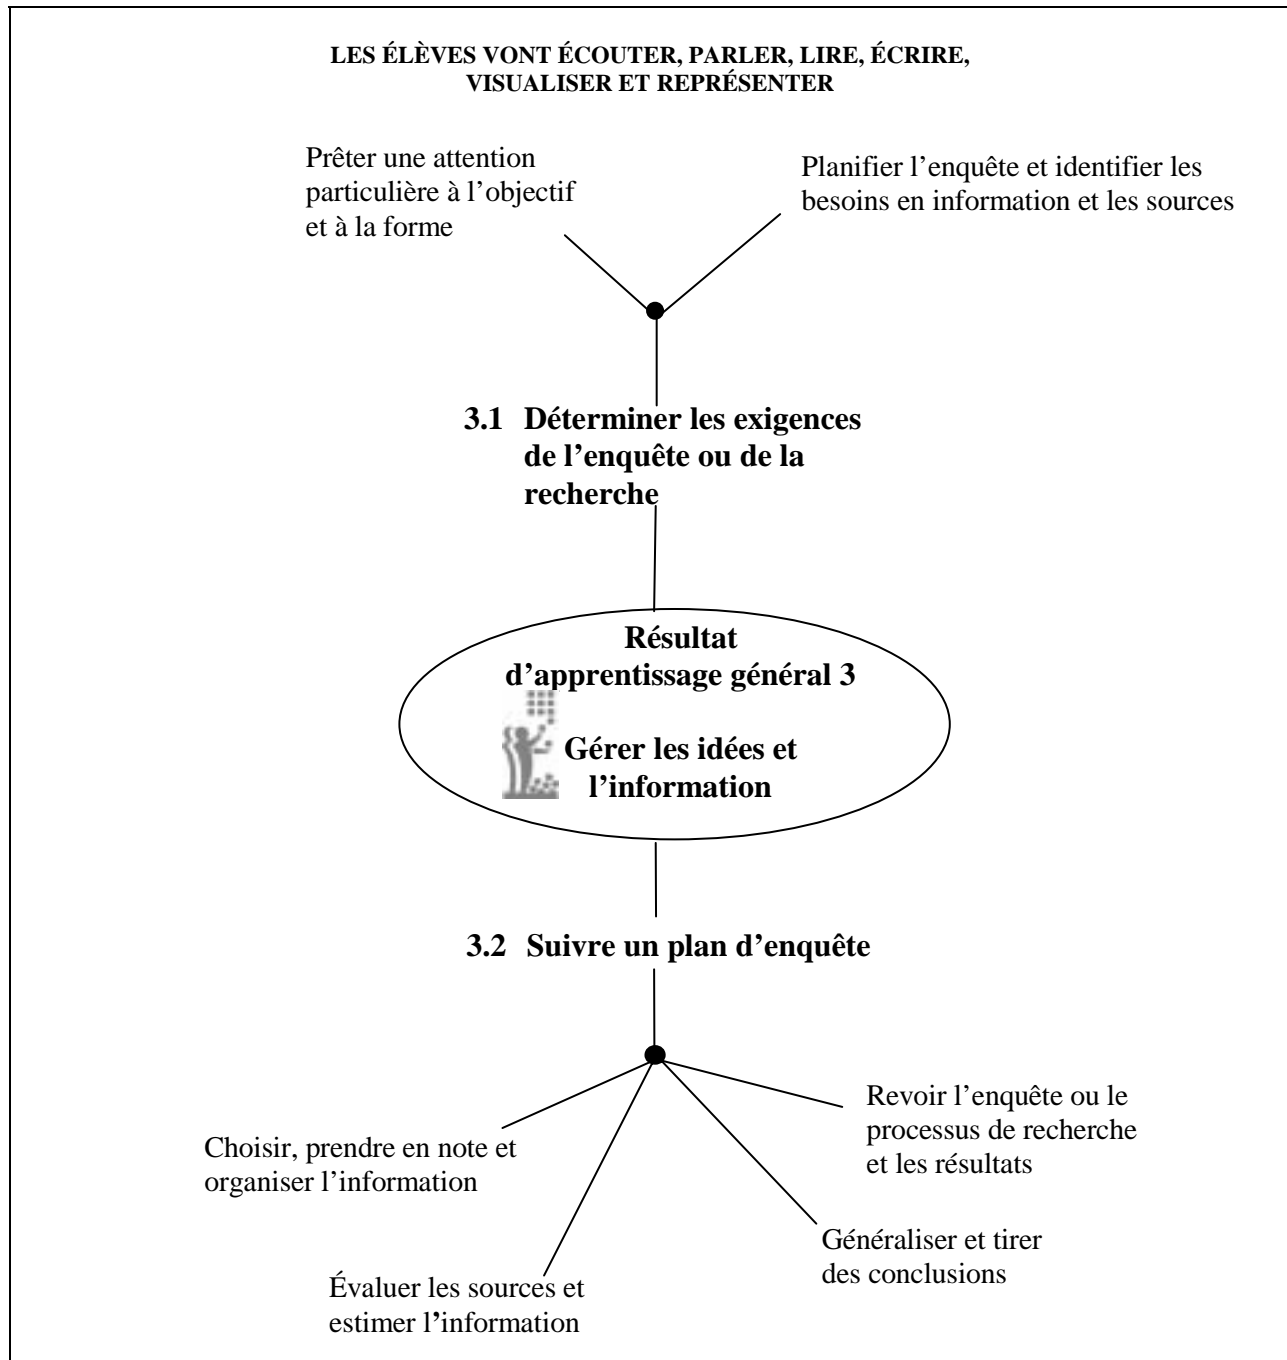 LES ÉLÈVES VONT ÉCOUTER, PARLER, LIRE, ÉCRIRE,
VISUALISER ET REPRÉSENTER
Prêter une attention
particulière à l’objectif
et à la forme
Planifier l’enquête et identifier les
besoins en information et les sources
3.1 Déterminer les exigences
de l’enquête ou de la
recherche
Résultat
d’apprentissage général 3
Gérer les idées et
l’information
3.2 Suivre un plan d’enquête
Choisir, prendre en note et
organiser l’information
Évaluer les sources et
estimer l’information
Généraliser et tirer
des conclusions
Revoir l’enquête ou le
processus de recherche
et les résultats